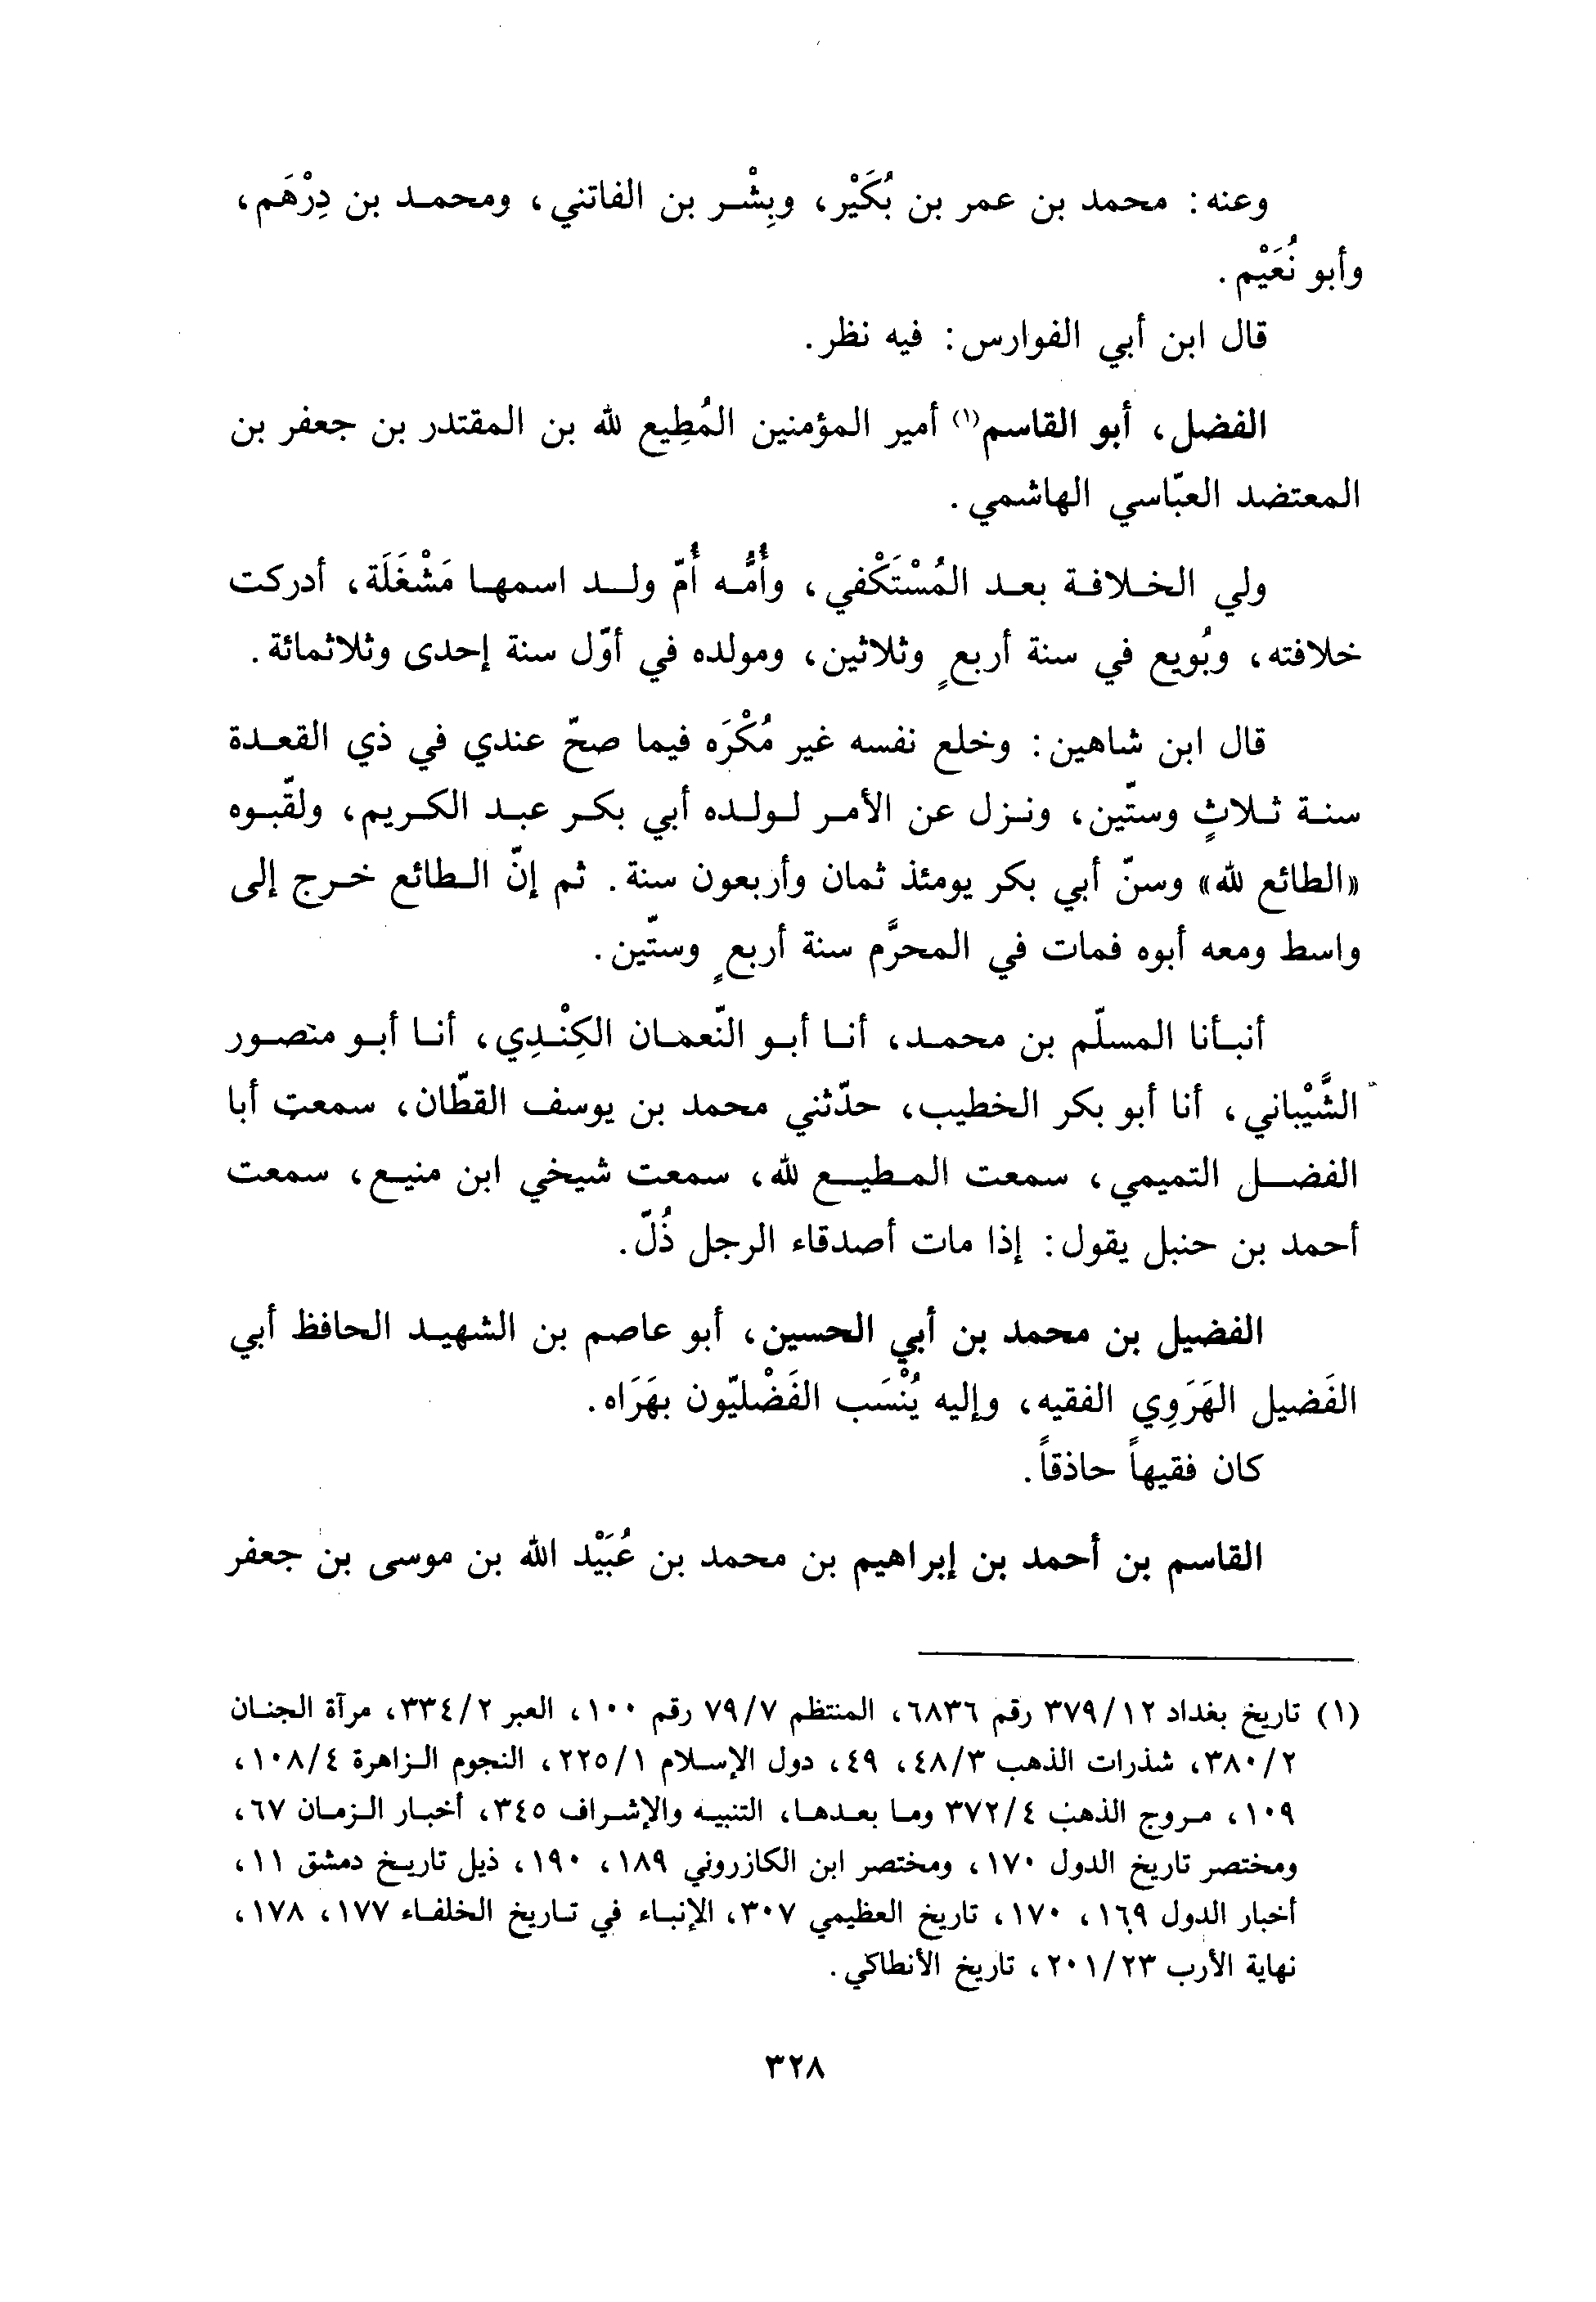 وعنه: محمد بن عمر بن بُكَيْر، وبِشْر بن الفاتني، ومحمد بن دِرْهَم،
وأبو نُعَيْم.
قال ابن أبي الفوارس: فيه نظر.
الفضل، أبو القاسم(١) أمير المؤمنين المُطِيع لله بن المقتدر بن جعفر بن
المعتضد العبّاسي الهاشمي.
ولي الخلافة بعد المُسْتَكْفي، وأُمُّه أُمّ ولد اسمها مَشْغَلَة، أدركت
خلافته، وبُويع في سنة أربعٍ وثلاثين، ومولده في أوّل سنة إحدى وثلاثمائة.
قال ابن شاهين: وخلع نفسه غير مُكْرَه فيما صحّ عندي في ذي القعدة
سنة ثلاثٍ وستّين، ونزل عن الأمر لولده أبي بكر عبد الكريم، ولقّبوه
«الطائع لله» وسنّ أبي بكر يومئذ ثمان وأربعون سنة. ثم إنّ الطائع خرج إلى
واسط ومعه أبوه فمات في المحرَّم سنة أربعٍ وستّين.
أنبأنا المسلّم بن محمد، أنا أبو النّعمان الكِنْدِي، أنا أبو منصور
الشَّيْباني، أنا أبو بكر الخطيب، حدّثني محمد بن يوسف القطّان، سمعت أبا
الفضل التميمي، سمعت المطيع لله، سمعت شيخي ابن منيع، سمعت
أحمد بن حنبل يقول: إذا مات أصدقاء الرجل ذُلّ.
الفضيل بن محمد بن أبي الحسين، أبو عاصم بن الشهيد الحافظ أبي
الفَضيل الهَرَوِي الفقيه، وإليه يُنْسَب الفَضْليّون بهَرَاه.
كان فقيهاً حاذقاً.
القاسم بن أحمد بن إبراهيم بن محمد بن عُبَيْد الله بن موسى بن جعفر
(١) تاريخ بغداد ٣٧٩/١٢ رقم ٦٨٣٦، المنتظم ٧٩/٧ رقم ١٠٠، العبر ٣٣٤/٢، مرآة الجنان
٣٨٠/٢، شذرات الذهب ٤٨/٣، ٤٩، دول الإسلام ٢٢٥/١، النجوم الزاهرة ١٠٨/٤،
١٠٩، مروج الذهب ٣٧٢/٤ وما بعدها، التنبيه والإشراف ٣٤٥، أخبار الزمان ٦٧،
ومختصر تاريخ الدول ١٧٠، ومختصر ابن الكازروني ١٨٩، ١٩٠، ذيل تاريخ دمشق ١١،
أخبار الدول ١٦٩، ١٧٠، تاريخ العظيمي ٣٠٧، الإنباء في تاريخ الخلفاء ١٧٧، ١٧٨،
نهاية الأرب ٢٠١/٢٣، تاريخ الأنطاكي.
٣٢٨